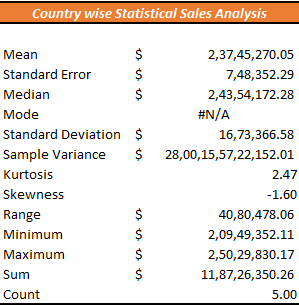 Country wise Statistical Sales Analysis
Mean $ 2,37,45,270.05
Standard Error $ 7,48,352.29
Median $ 2,43,54,172.28
Mode #N/A
Standard Deviation $ 16,73,366.58
Sample Variance $ 28,00,15,57,22,152.01
Kurtosis 2.47
Skewness -1.60
Range $ 40,80,478.06
Minimum $ 2,09,49,352.11
Maximum $ 2,50,29,830.17
Sum $ 11,87,26,350.26
Count 5.00